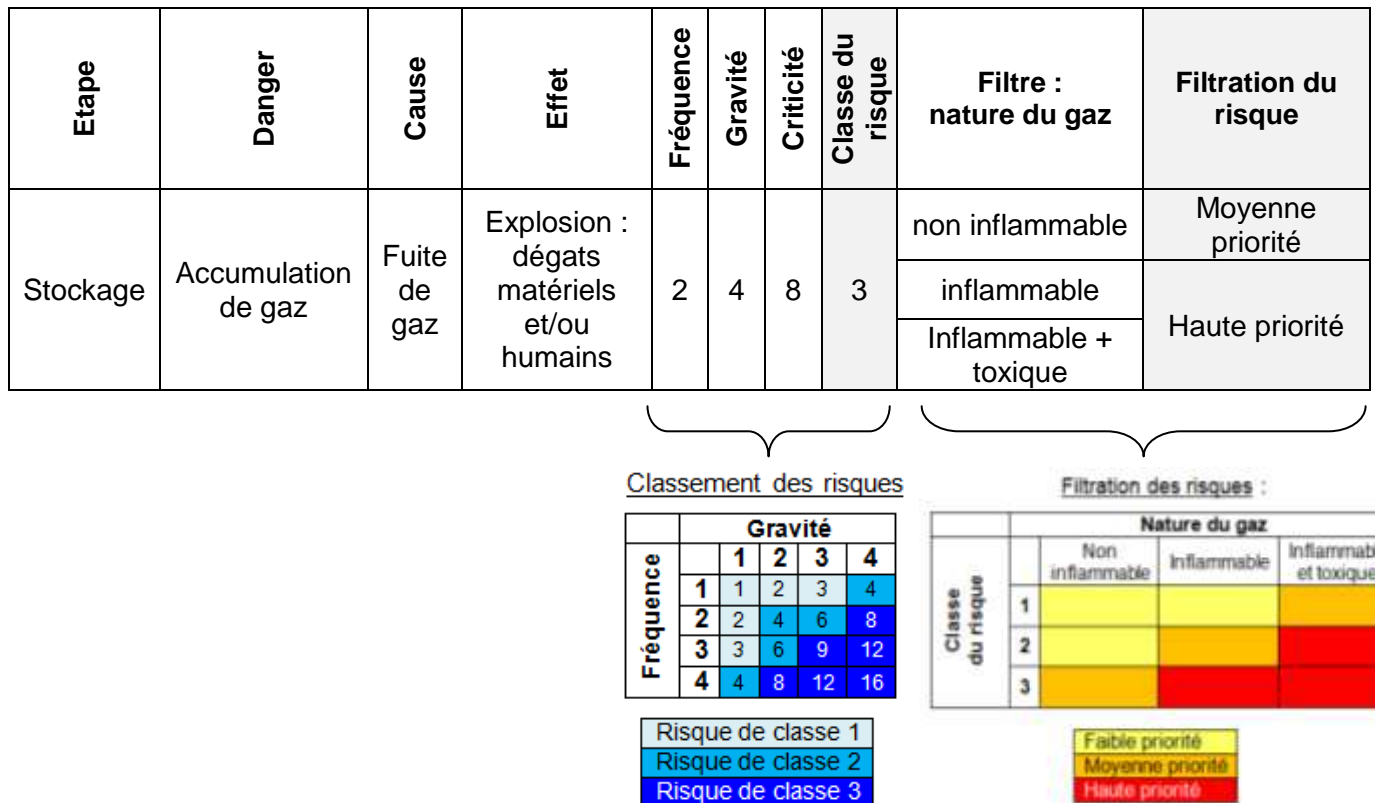 Etape
Danger
Cause
Effet
Fréquence
Gravité
Criticité
Classe du
risque
Filtre :
nature du gaz
Filtration du
risque
Stockage
Accumulation
de gaz
Fuite
de
gaz
Explosion :
dégats
matériels
et/ou
humains
2
4
8
3
non inflammable
Moyenne
priorité
inflammable
Inflammable +
toxique
Haute priorité
Classement des risques
Gravité
1 2 3 4
Fréquence
1 1 2 3 4
2 2 4 6 8
3 3 6 9 12
4 4 8 12 16
Risque de classe 1
Risque de classe 2
Risque de classe 3
Filtration des risques :
Nature du gaz
Non
inflammable
Inflammable
Inflammab
et toxique
Classe
du risque
1
2
3
Faible priorité
Moyenne priorité
Haute priorité